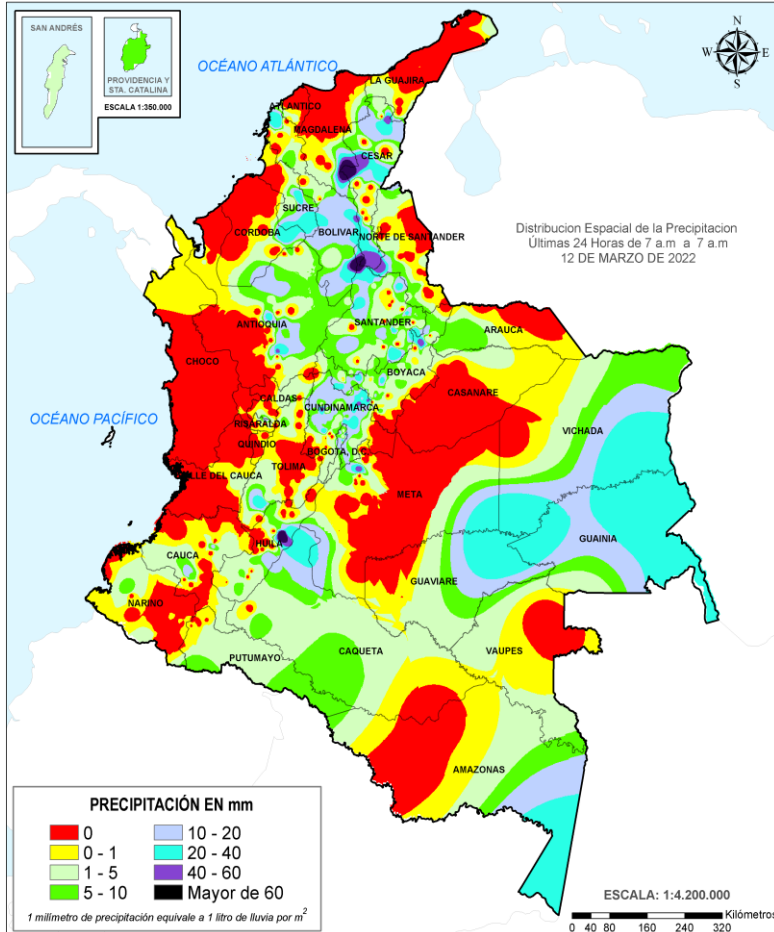 SAN ANDRÉS
PROVIDENCIA Y
STA. CATALINA
ESCALA 1:350.000
OCÉANO ATLÁNTICO
N
W
E
S
LA GUAJIRA
ATLANTICO
MAGDALENA
CESAR
SUCRE
CORDOBA
BOLIVAR
NORTE DE SANTANDER
Distribucion Espacial de la Precipitacion
Últimas 24 Horas de 7 a.m a 7 a.m
12 DE MARZO DE 2022
ANTIOQUIA
SANTANDER
ARAUCA
CHOCO
BOYACA
CASANARE
CALDAS
CUNDINAMARCA
OCÉANO PACÍFICO
RISARALDA
VICHADA
QUINDIO
BOGOTA, D.C.
TOLIMA
VALLE DEL CAUCA
META
GUAINIA
HUILA
CAUCA
GUAVIARE
NARINO
PUTUMAYO
CAQUETA
VAUPES
AMAZONAS
PRECIPITACIÓN EN mm
0
0 - 1
1 - 5
5 - 10
10 - 20
20 - 40
40 - 60
Mayor de 60
1 milímetro de precipitación equivale a 1 litro de lluvia por m²
ESCALA: 1:4.200.000
Kilómetros
0 40 80 160 240 320